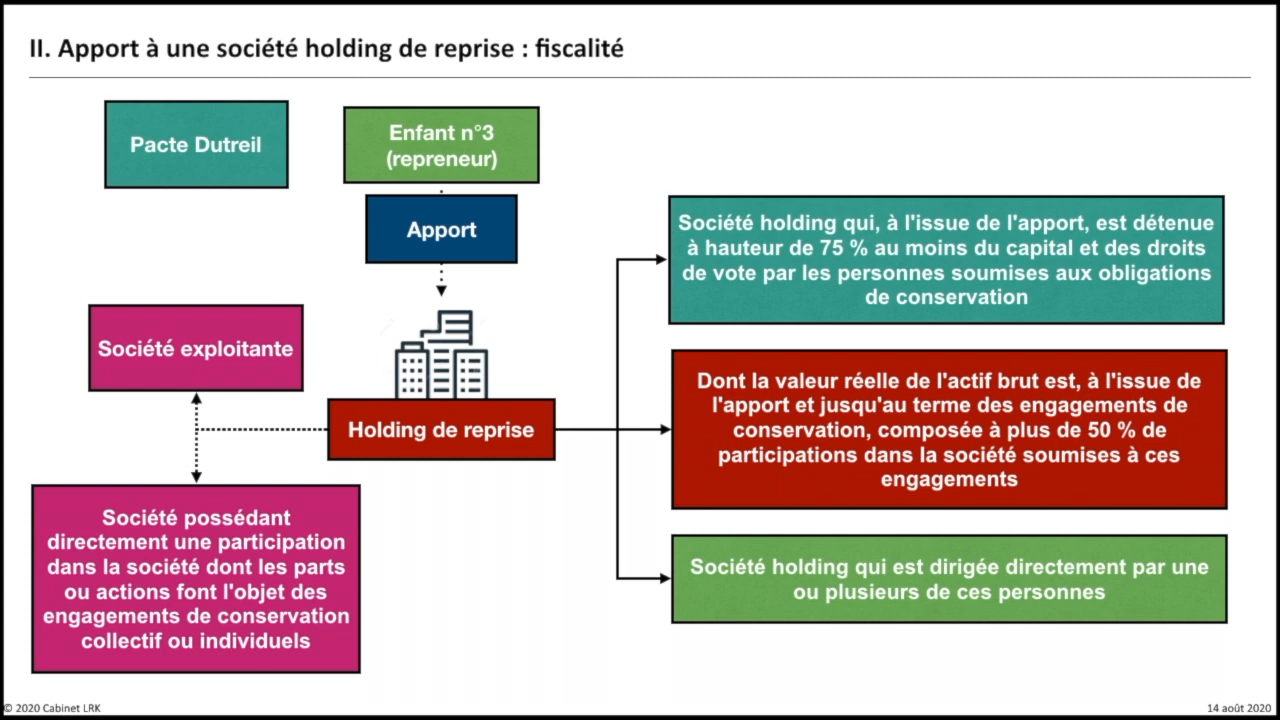 II. Apport à une société holding de reprise : fiscalité
Pacte Dutreil
Enfant n°3
(repreneur)
Apport
Société exploitante
Holding de reprise
Société possédant
directement une participation
dans la société dont les parts
ou actions font l'objet des
engagements de conservation
collectif ou individuels
Société holding qui, à l'issue de l'apport, est détenue
à hauteur de 75 % au moins du capital et des droits
de vote par les personnes soumises aux obligations
de conservation
Dont la valeur réelle de l'actif brut est, à l'issue de
l'apport et jusqu'au terme des engagements de
conservation, composée à plus de 50 % de
participations dans la société soumises à ces
engagements
Société holding qui est dirigée directement par une
ou plusieurs de ces personnes
© 2020 Cabinet LRK
14 août 2020